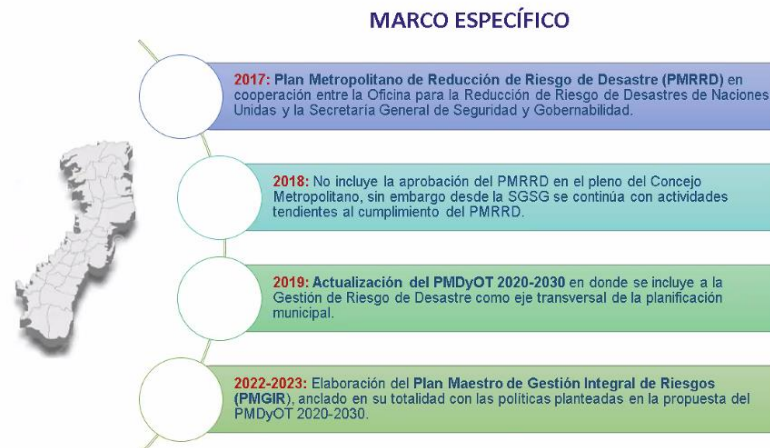 MARCO ESPECÍFICO
2017: Plan Metropolitano de Reducción de Riesgo de Desastre (PMRRD) en
cooperación entre la Oficina para la Reducción de Riesgo de Desastres de Naciones
Unidas y la Secretaría General de Seguridad y Gobernabilidad.
2018: No incluye la aprobación del PMRRD en el pleno del Concejo
Metropolitano, sin embargo desde la SGSG se continúa con actividades
tendientes al cumplimiento del PMRRD.
2019: Actualización del PMDyOT 2020-2030 en donde se incluye a la
Gestión de Riesgo de Desastre como eje transversal de la planificación
municipal.
2022-2023: Elaboración del Plan Maestro de Gestión Integral de Riesgos
(PMGIR), anclado en su totalidad con las políticas planteadas en la propuesta del
PMDyOT 2020-2030.